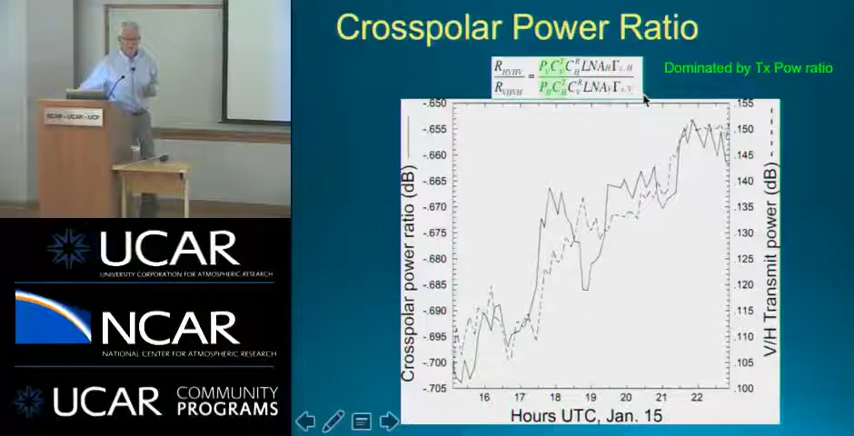 Crosspolar Power Ratio
Dominated by Tx Pow ratio
NCAR - UCAR - UCP
UCAR
UNIVERSITY CORPORATION FOR ATMOSPHERIC RESEARCH
NCAR
NATIONAL CENTER FOR ATMOSPHERIC RESEARCH
UCAR COMMUNITY PROGRAMS
Crosspolar power ratio (dB)
-.650
-.655
-.660
-.665
-.670
-.675
-.680
-.685
-.690
-.695
-.700
-.705
.155
.150
.145
.140
.135
.130
.125
.120
.115
.110
.105
.100
V/H Transmit power (dB)
16 17 18 19 20 21 22
Hours UTC, Jan. 15